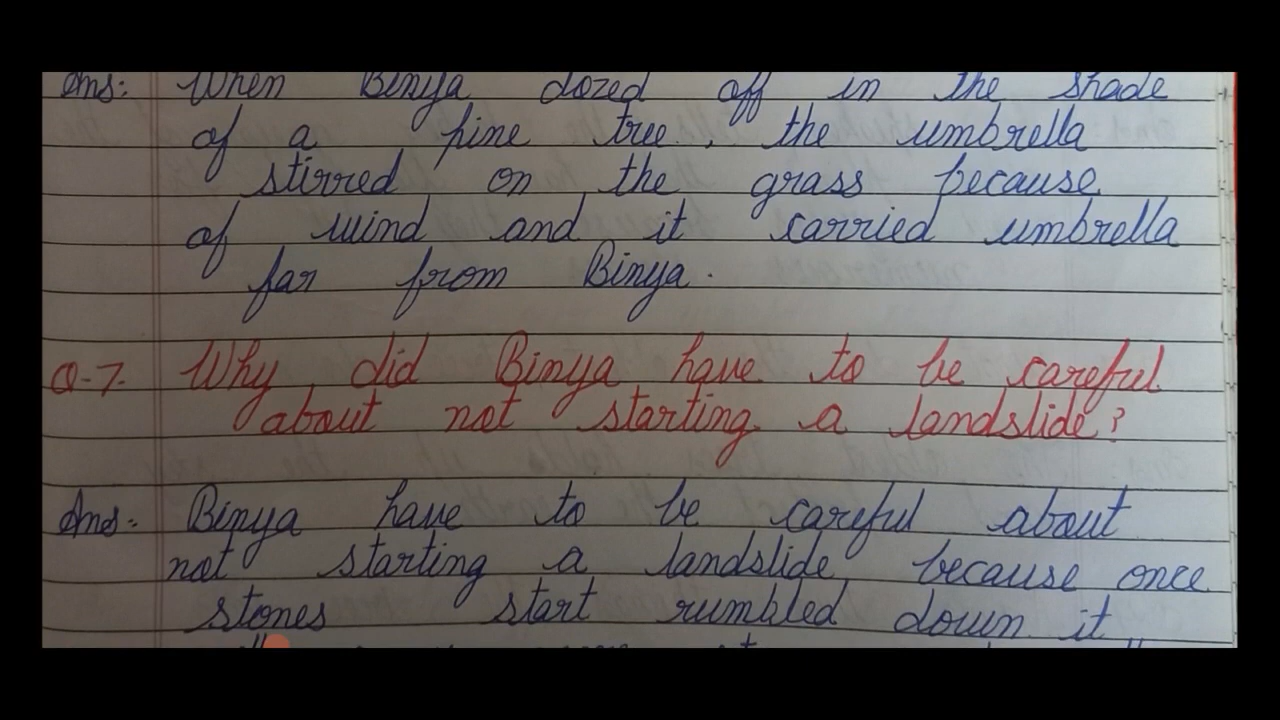 Ans: When Binya dozed off in the shade
of a pine tree, the umbrella
stirred on the grass because
of wind and it carried umbrella
far from Binya.
Q-7. Why did Binya have to be careful
about not starting a landslide?
Ans: Binya have to be careful about
not starting a landslide because once
stones start rumbled down it